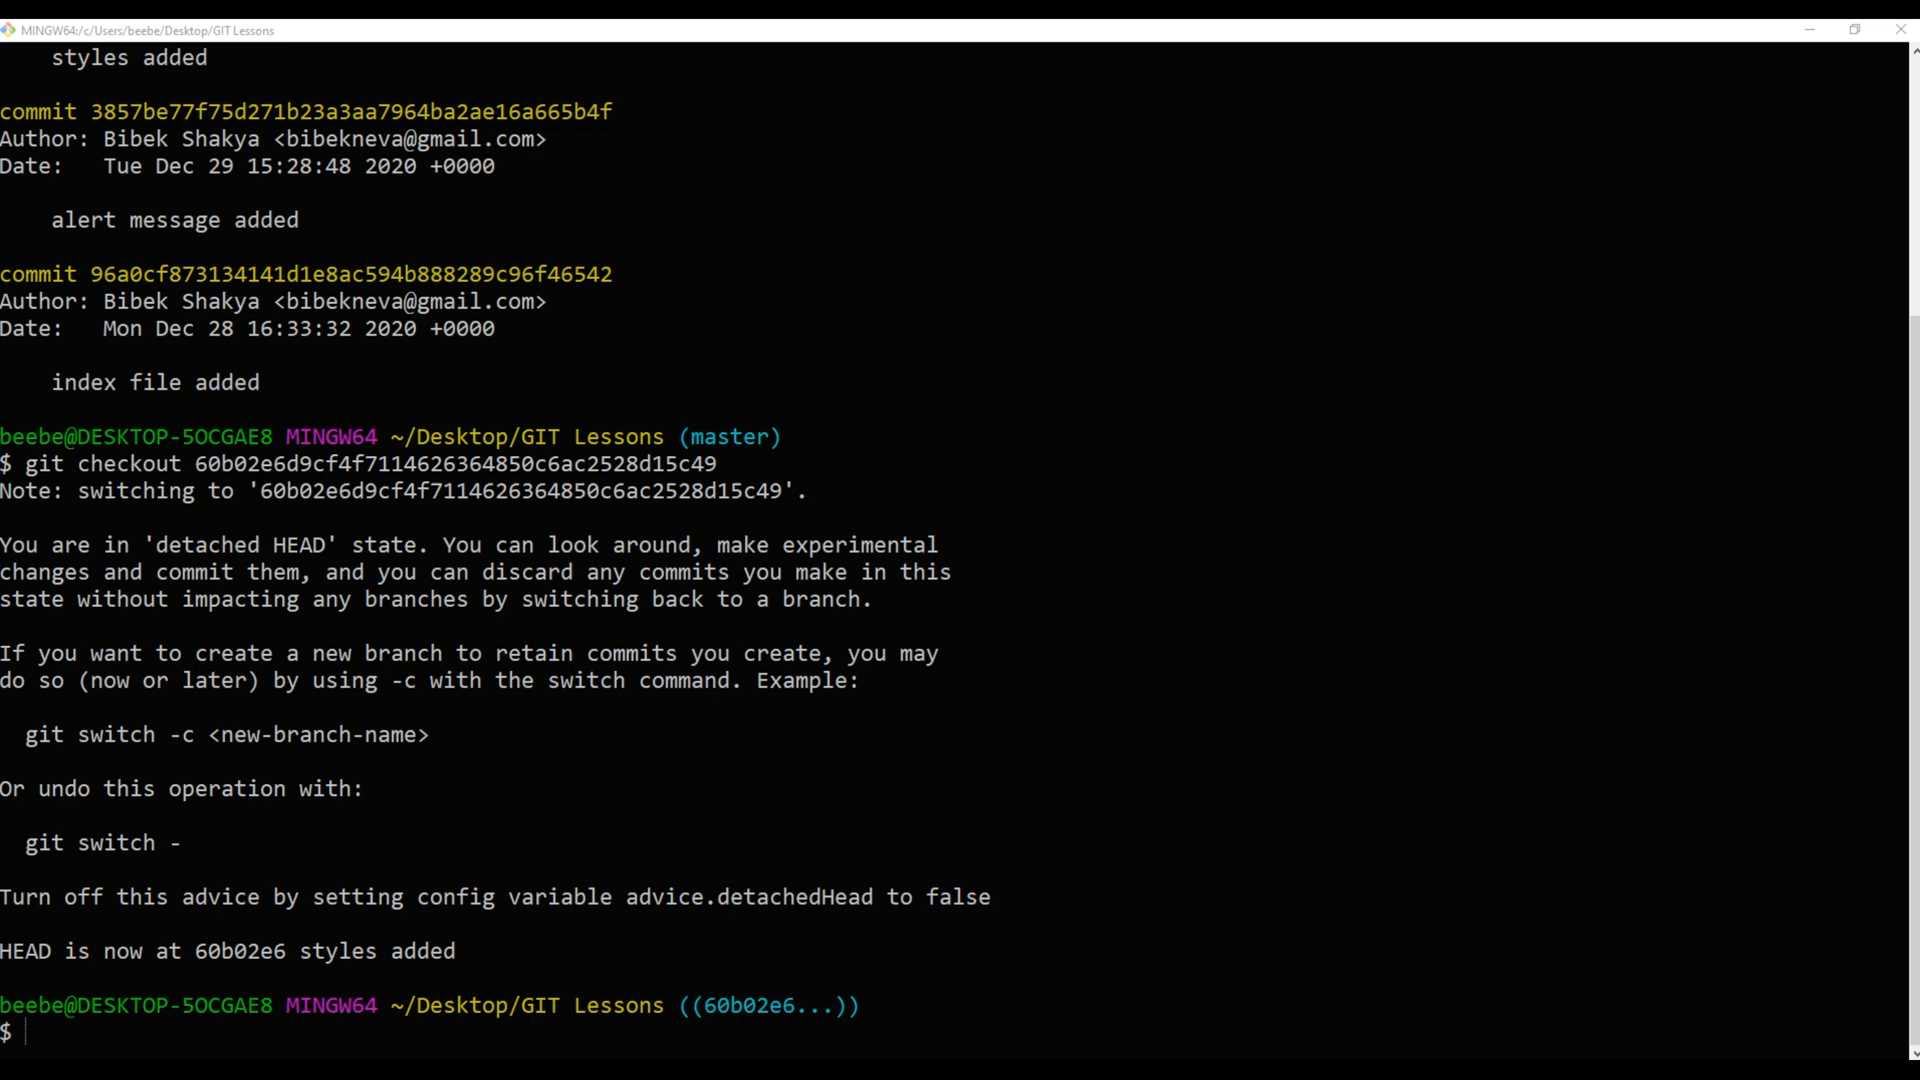 MINGW64:/c/Users/beebe/Desktop/GIT Lessons
    styles added
commit 3857be77f75d271b23a3aa7964ba2ae16a665b4f
Author: Bibek Shakya <bibekneva@gmail.com>
Date:   Tue Dec 29 15:28:48 2020 +0000
    alert message added
commit 96a0cf873134141d1e8ac594b888289c96f46542
Author: Bibek Shakya <bibekneva@gmail.com>
Date:   Mon Dec 28 16:33:32 2020 +0000
    index file added
beebe@DESKTOP-5OCGAE8 MINGW64 ~/Desktop/GIT Lessons (master)
$ git checkout 60b02e6d9cf4f7114626364850c6ac2528d15c49
Note: switching to '60b02e6d9cf4f7114626364850c6ac2528d15c49'.
You are in 'detached HEAD' state. You can look around, make experimental
changes and commit them, and you can discard any commits you make in this
state without impacting any branches by switching back to a branch.
If you want to create a new branch to retain commits you create, you may
do so (now or later) by using -c with the switch command. Example:
  git switch -c <new-branch-name>
Or undo this operation with:
  git switch -
Turn off this advice by setting config variable advice.detachedHead to false
HEAD is now at 60b02e6 styles added
beebe@DESKTOP-5OCGAE8 MINGW64 ~/Desktop/GIT Lessons ((60b02e6...))
$